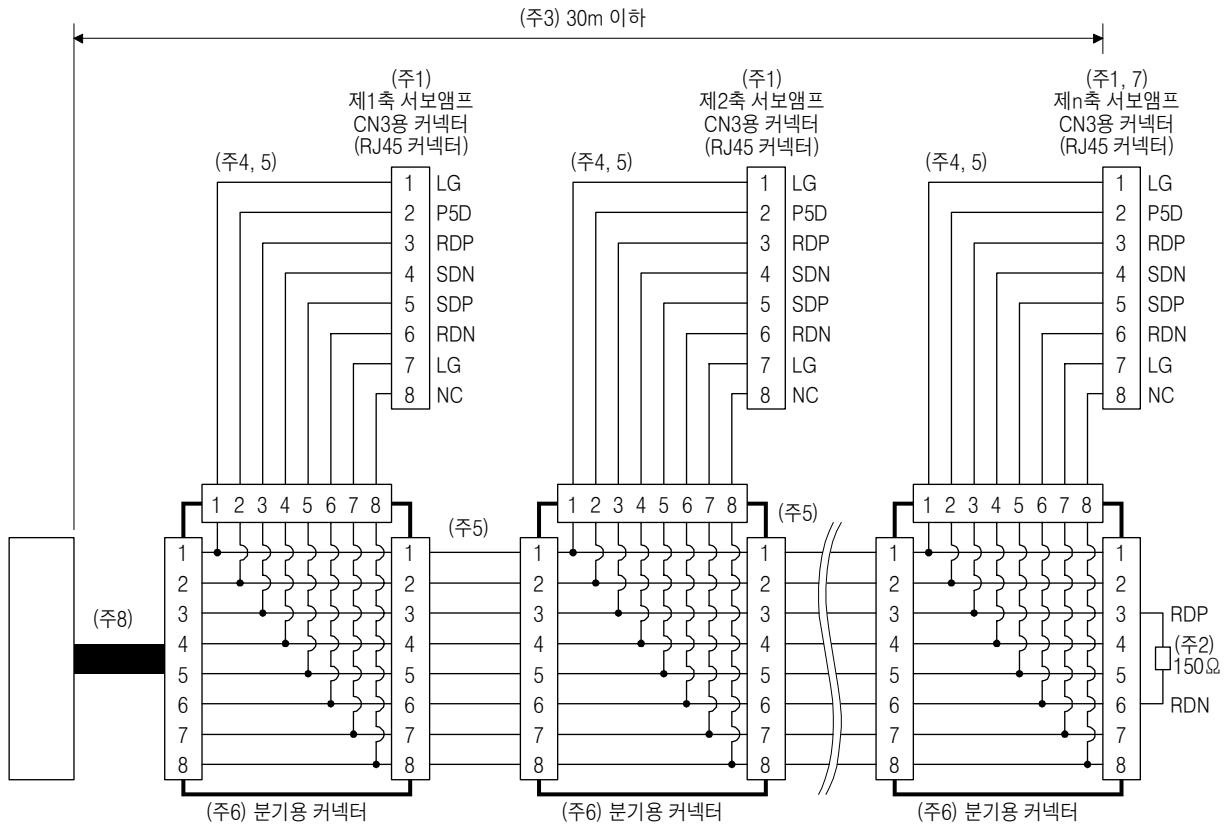 (주3) 30m 이하
(주1)
제1축 서보앰프
CN3용 커넥터
(RJ45 커넥터)
(주4, 5)
1 LG
2 P5D
3 RDP
4 SDN
5 SDP
6 RDN
7 LG
8 NC
(주1)
제2축 서보앰프
CN3용 커넥터
(RJ45 커넥터)
(주4, 5)
1 LG
2 P5D
3 RDP
4 SDN
5 SDP
6 RDN
7 LG
8 NC
(주1, 7)
제n축 서보앰프
CN3용 커넥터
(RJ45 커넥터)
(주4, 5)
1 LG
2 P5D
3 RDP
4 SDN
5 SDP
6 RDN
7 LG
8 NC
1 2 3 4 5 6 7 8
1 2 3 4 5 6 7 8
1 2 3 4 5 6 7 8
(주5)
(주5)
(주8)
1 1 1 1 1 1
2 2 2 2 2 2
3 3 3 3 3 3
4 4 4 4 4 4
5 5 5 5 5 5
6 6 6 6 6 6
7 7 7 7 7 7
8 8 8 8 8 8
RDP
(주2)
150Ω
RDN
(주6) 분기용 커넥터
(주6) 분기용 커넥터
(주6) 분기용 커넥터